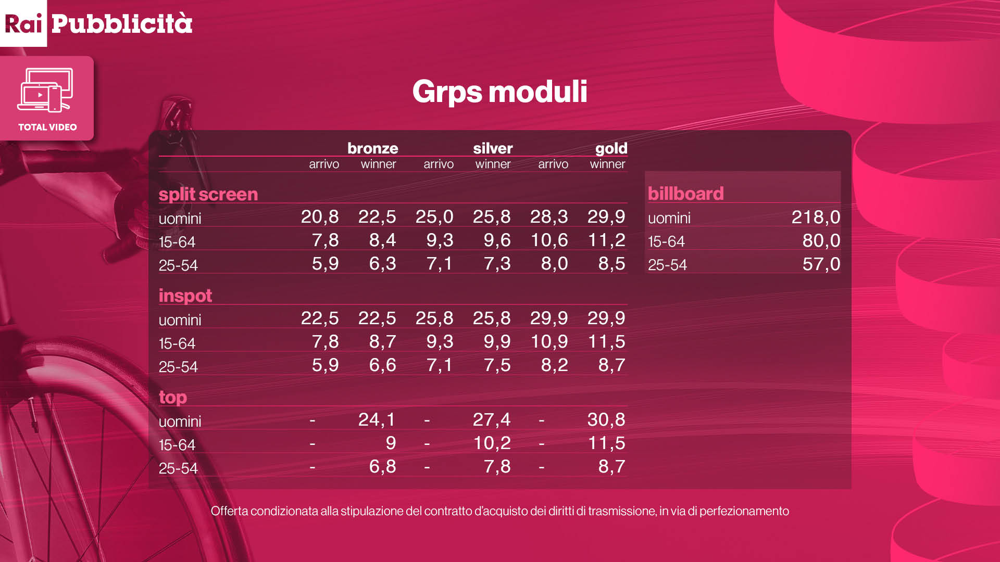 Rai Pubblicità
TOTAL VIDEO
Grps moduli
bronze silver gold
arrivo winner arrivo winner arrivo winner
split screen
uomini 20,8 22,5 25,0 25,8 28,3 29,9
15-64 7,8 8,4 9,3 9,6 10,6 11,2
25-54 5,9 6,3 7,1 7,3 8,0 8,5
inspot
uomini 22,5 22,5 25,8 25,8 29,9 29,9
15-64 7,8 8,7 9,3 9,9 10,9 11,5
25-54 5,9 6,6 7,1 7,5 8,2 8,7
top
uomini - 24,1 - 27,4 - 30,8
15-64 - 9 - 10,2 - 11,5
25-54 - 6,8 - 7,8 - 8,7
billboard
uomini 218,0
15-64 80,0
25-54 57,0
Offerta condizionata alla stipulazione del contratto d'acquisto dei diritti di trasmissione, in via di perfezionamento